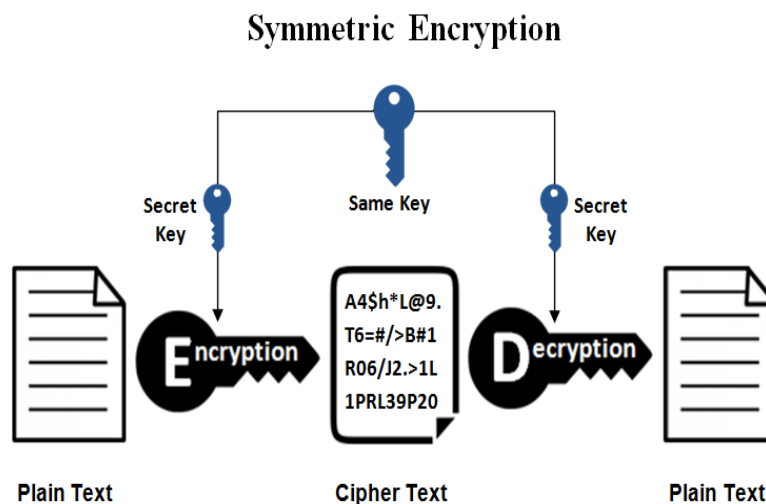 Symmetric Encryption
Secret
Key
Same Key
Secret
Key
Encryption
A4$h*L@9.
T6=#/>B#1
R06/J2.>1L
1PRL39P20
Decryption
Plain Text
Cipher Text
Plain Text